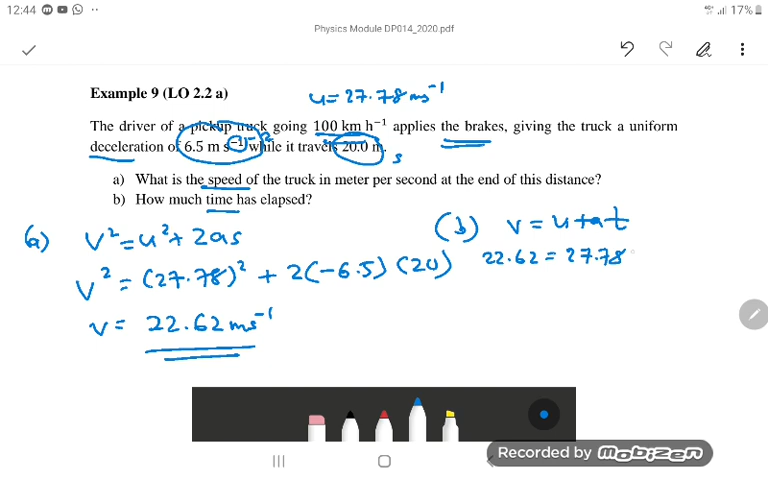 12:44
17%
Physics Module DP014_2020.pdf
Example 9 (LO 2.2 a)
u = 27.78 ms⁻¹
The driver of a pickup truck going 100 km h⁻¹ applies the brakes, giving the truck a uniform
deceleration of 6.5 m s⁻² while it travels 20.0 m.
s
a) What is the speed of the truck in meter per second at the end of this distance?
b) How much time has elapsed?
(a) v² = u² + 2as
v² = (27.78)² + 2(-6.5)(20)
v = 22.62 ms⁻¹
(b) v = u + at
22.62 = 27.78
Recorded by mobizen